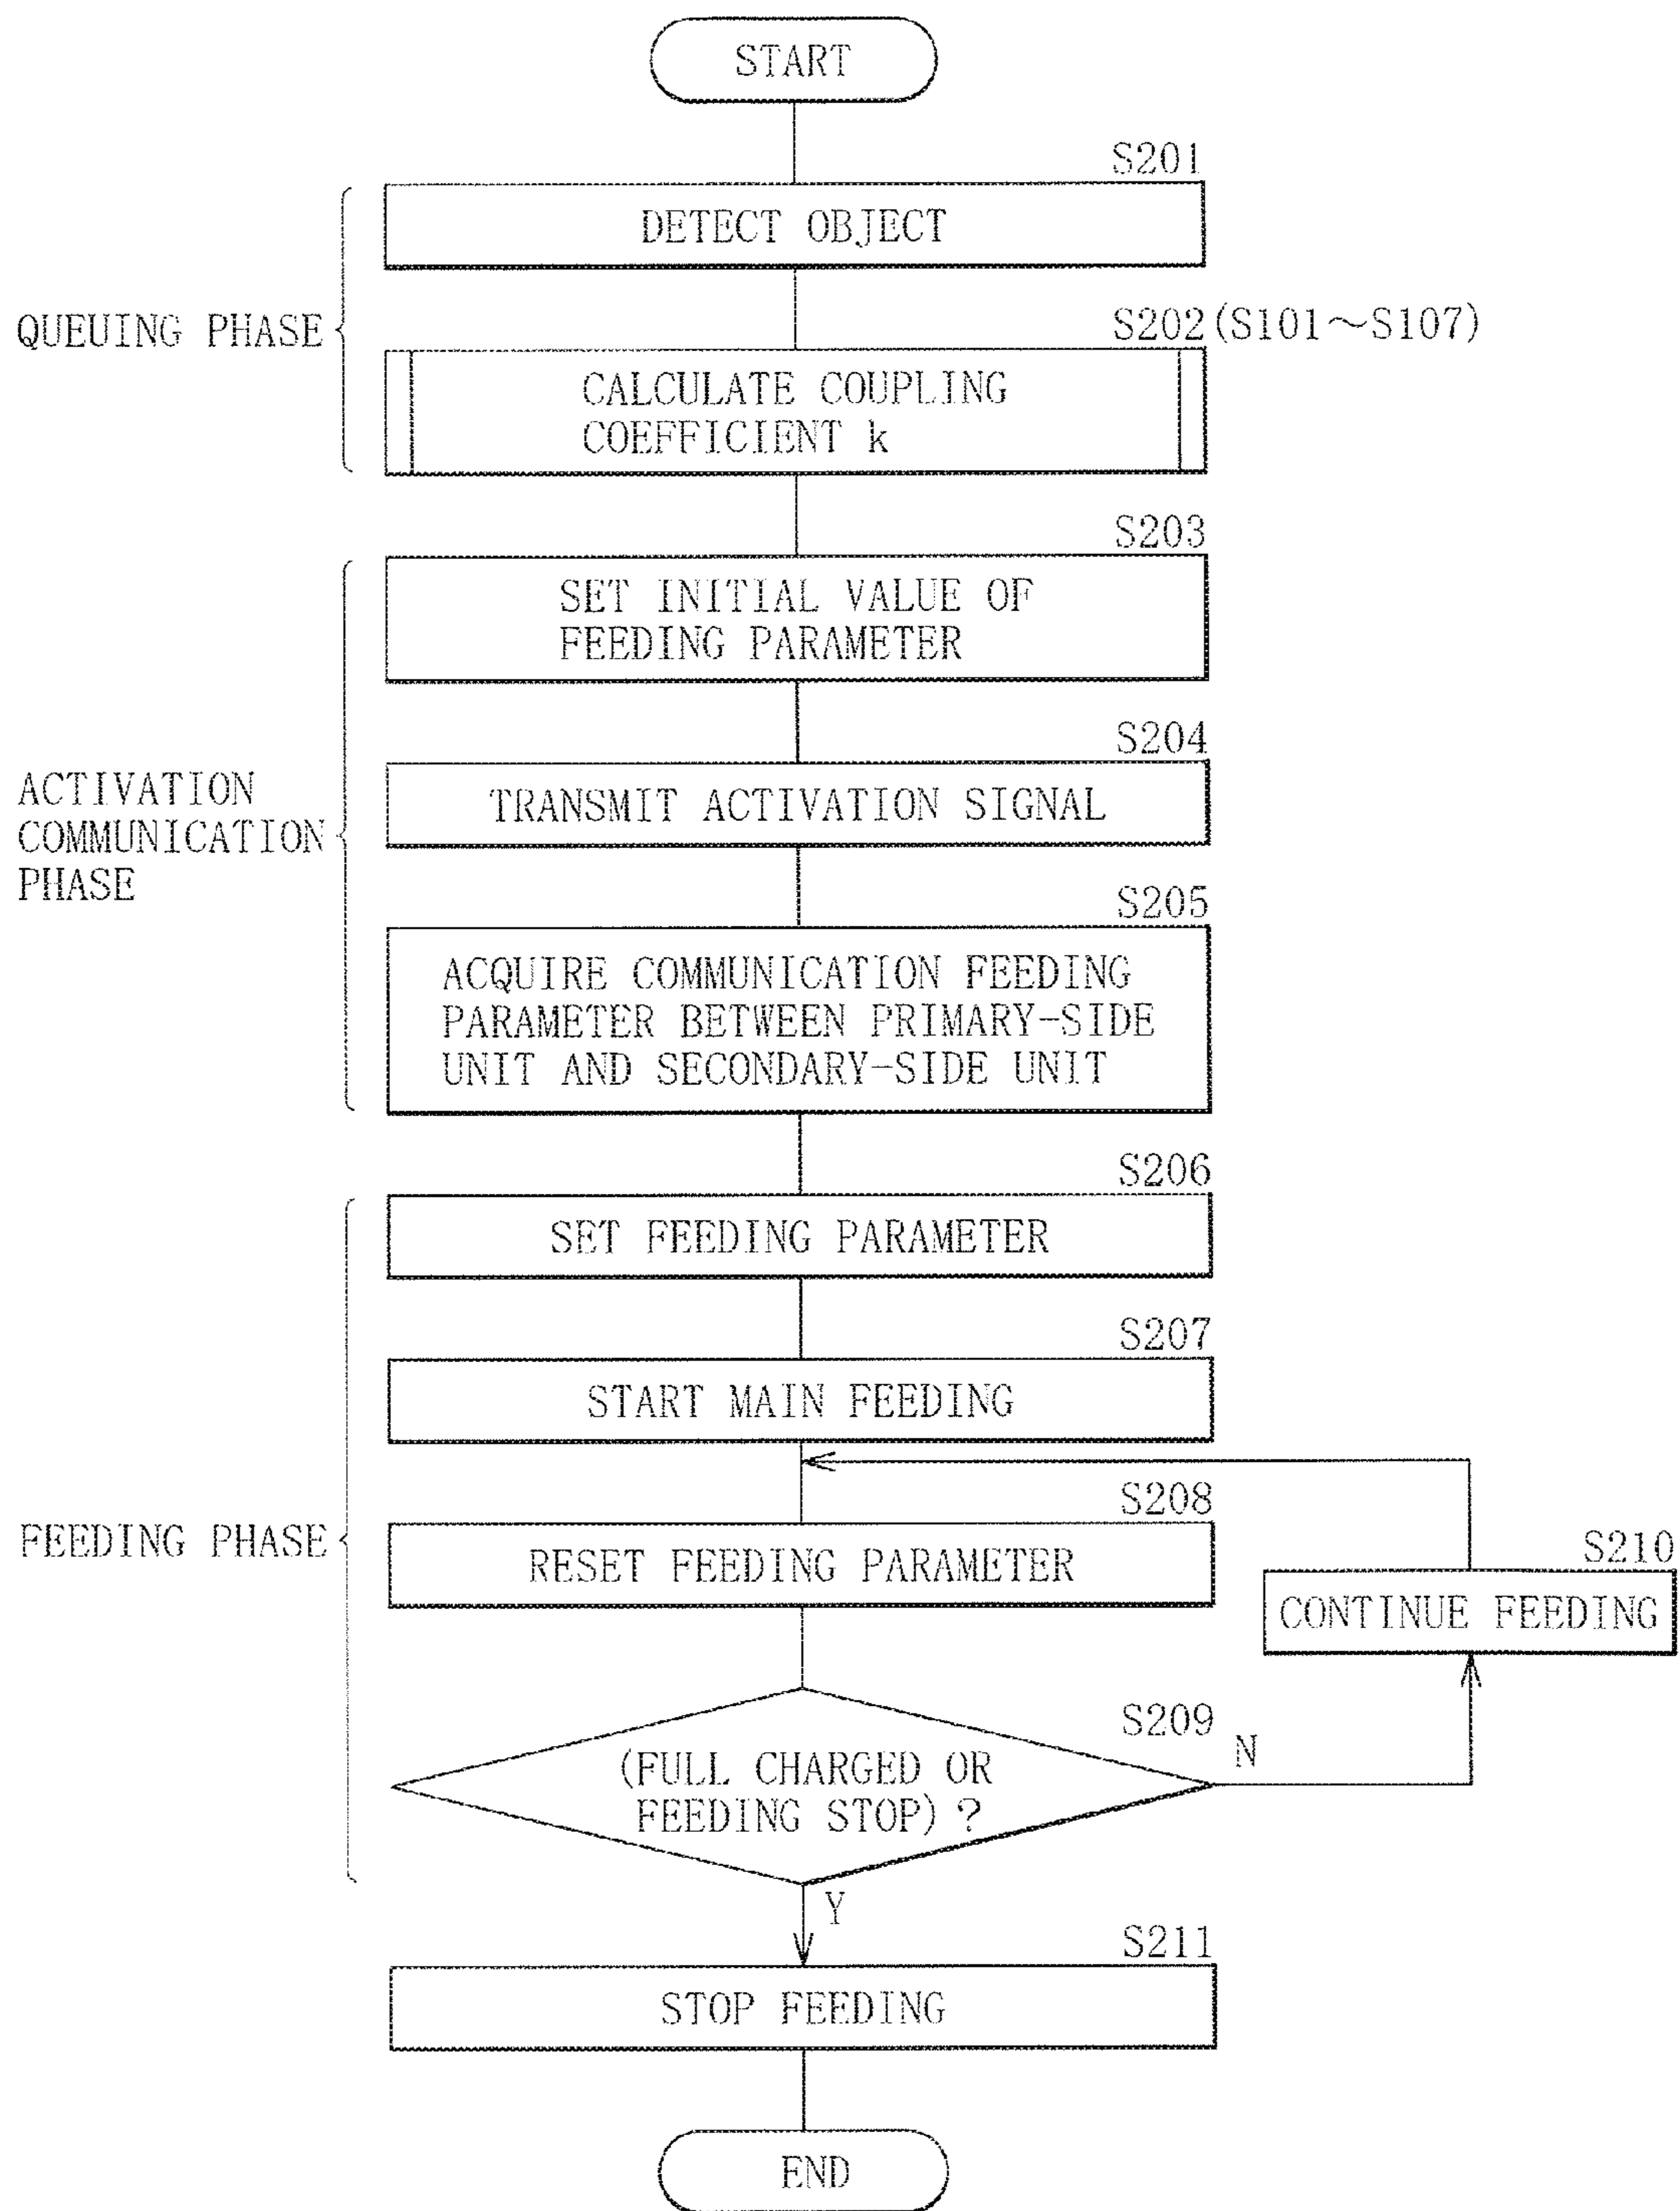 START
S201
DETECT OBJECT
QUEUING PHASE
S202(S101～S107)
CALCULATE COUPLING
COEFFICIENT k
S203
SET INITIAL VALUE OF
FEEDING PARAMETER
S204
TRANSMIT ACTIVATION SIGNAL
ACTIVATION
COMMUNICATION
PHASE
S205
ACQUIRE COMMUNICATION FEEDING
PARAMETER BETWEEN PRIMARY-SIDE
UNIT AND SECONDARY-SIDE UNIT
S206
SET FEEDING PARAMETER
S207
START MAIN FEEDING
S208
FEEDING PHASE
RESET FEEDING PARAMETER
S210
CONTINUE FEEDING
S209
N
(FULL CHARGED OR
FEEDING STOP)?
Y
S211
STOP FEEDING
END